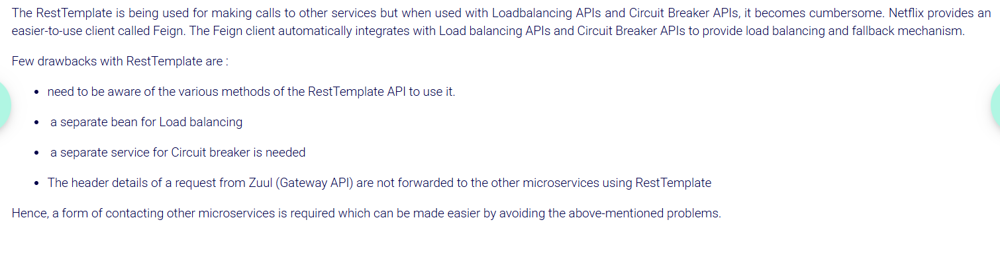 The RestTemplate is being used for making calls to other services but when used with Loadbalancing APIs and Circuit Breaker APIs, it becomes cumbersome. Netflix provides an
easier-to-use client called Feign. The Feign client automatically integrates with Load balancing APIs and Circuit Breaker APIs to provide load balancing and fallback mechanism.
Few drawbacks with RestTemplate are :
• need to be aware of the various methods of the RestTemplate API to use it.
• a separate bean for Load balancing
• a separate service for Circuit breaker is needed
• The header details of a request from Zuul (Gateway API) are not forwarded to the other microservices using RestTemplate
Hence, a form of contacting other microservices is required which can be made easier by avoiding the above-mentioned problems.